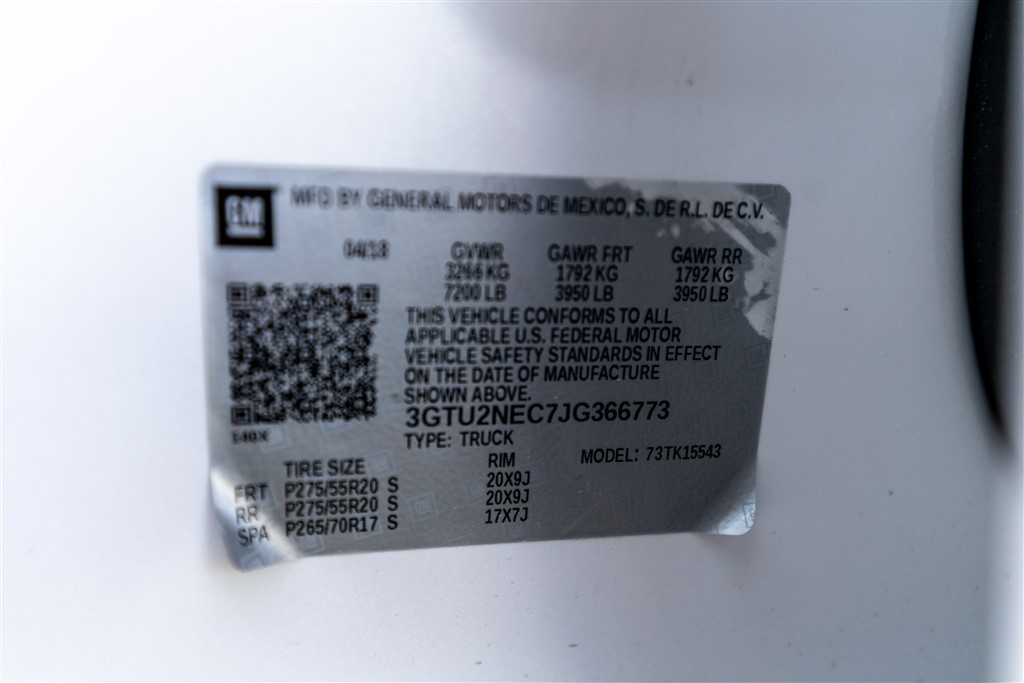 GM
MFD BY GENERAL MOTORS DE MEXICO, S. DE R.L. DE C.V.
04/18 GVWR GAWR FRT GAWR RR
3266 KG 1792 KG 1792 KG
7200 LB 3950 LB 3950 LB
THIS VEHICLE CONFORMS TO ALL
APPLICABLE U.S. FEDERAL MOTOR
VEHICLE SAFETY STANDARDS IN EFFECT
ON THE DATE OF MANUFACTURE
SHOWN ABOVE.
3GTU2NEC7JG366773
140X
TYPE: TRUCK
MODEL: 73TK15543
TIRE SIZE RIM
FRT P275/55R20 S 20X9J
RR P275/55R20 S 20X9J
SPA P265/70R17 S 17X7J